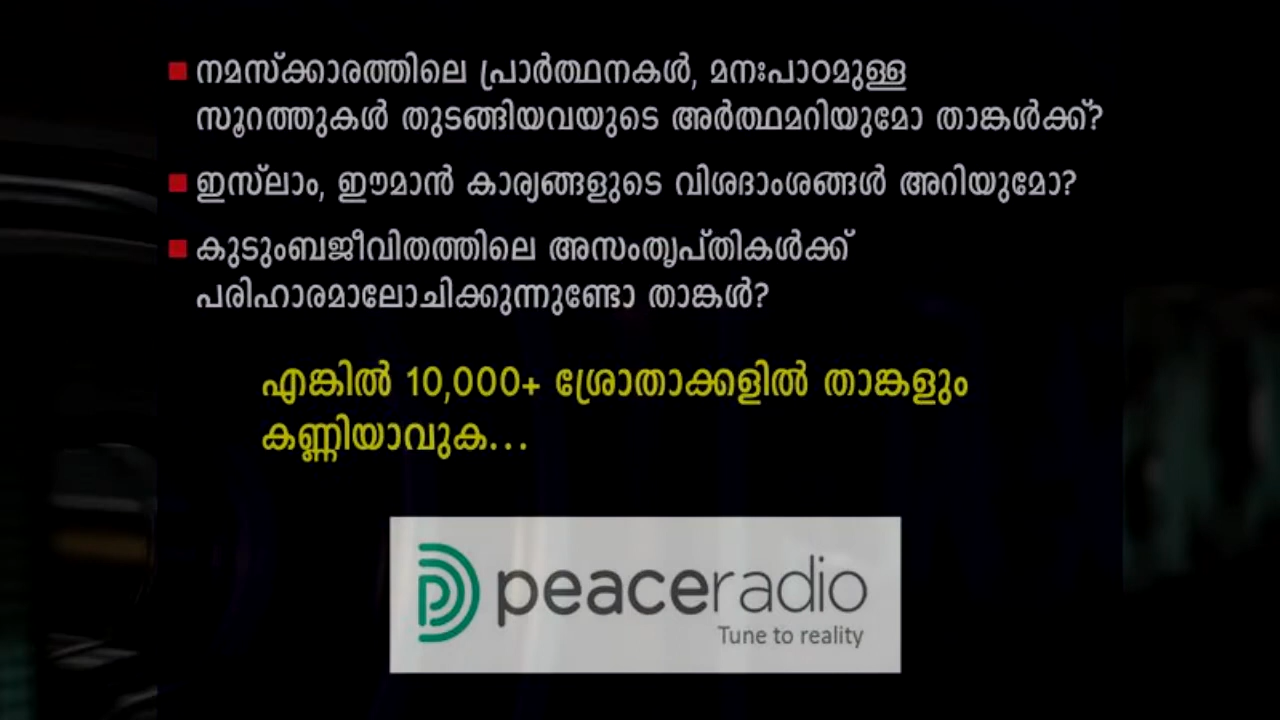 നമസ്ക്കാരത്തിലെ പ്രാർത്ഥനകൾ, മനഃപാഠമുള്ള
സൂറത്തുകൾ തുടങ്ങിയവയുടെ അർത്ഥമറിയുമോ താങ്കൾക്ക്?
ഇസ്‌ലാം, ഈമാൻ കാര്യങ്ങളുടെ വിശദാംശങ്ങൾ അറിയുമോ?
കുടുംബജീവിതത്തിലെ അസംതൃപ്തികൾക്ക്
പരിഹാരമാലോചിക്കുന്നുണ്ടോ താങ്കൾ?
എങ്കിൽ 10,000+ ശ്രോതാക്കളിൽ താങ്കളും
കണ്ണിയാവുക...
peaceradio
Tune to reality